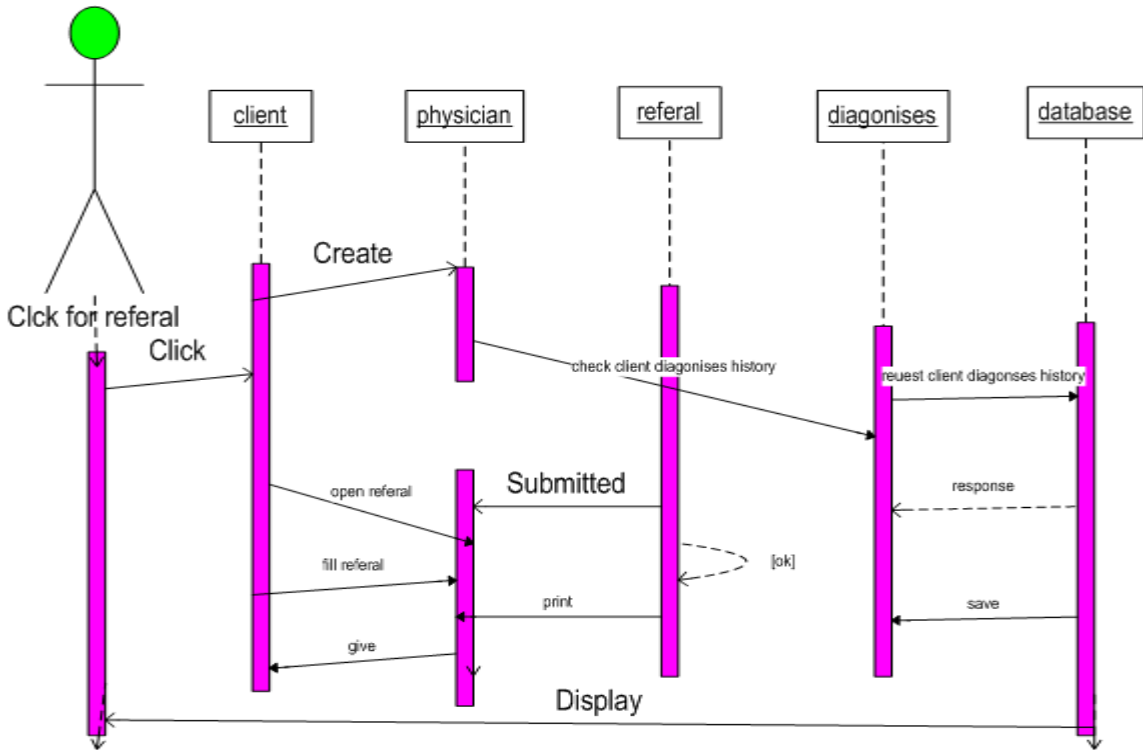 client
physician
referal
diagonises
database
Create
Clck for referal
Click
check client diagonises history
reuest client diagonses history
open referal
Submitted
response
fill referal
[ok]
print
save
give
Display